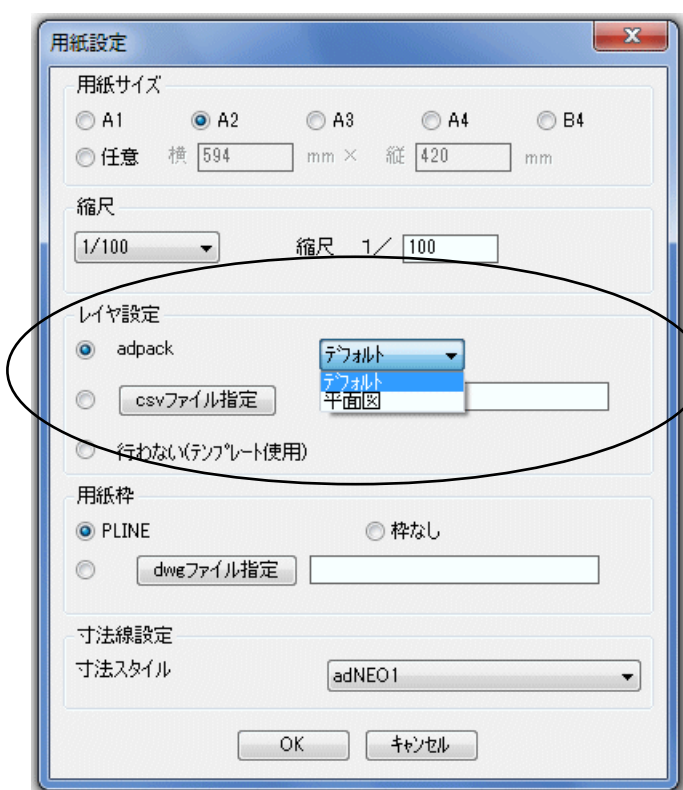 用紙設定
用紙サイズ
A1 A2 A3 A4 B4
任意 横 594 mm × 縦 420 mm
縮尺
1/100 縮尺 1／ 100
レイヤ設定
adpack ﾃﾞﾌｫﾙﾄ
ﾃﾞﾌｫﾙﾄ
csvファイル指定 平面図
行わない(ﾃﾝﾌﾟﾚｰﾄ使用)
用紙枠
PLINE 枠なし
dwgファイル指定
寸法線設定
寸法スタイル adNEO1
OK ｷｬﾝｾﾙ